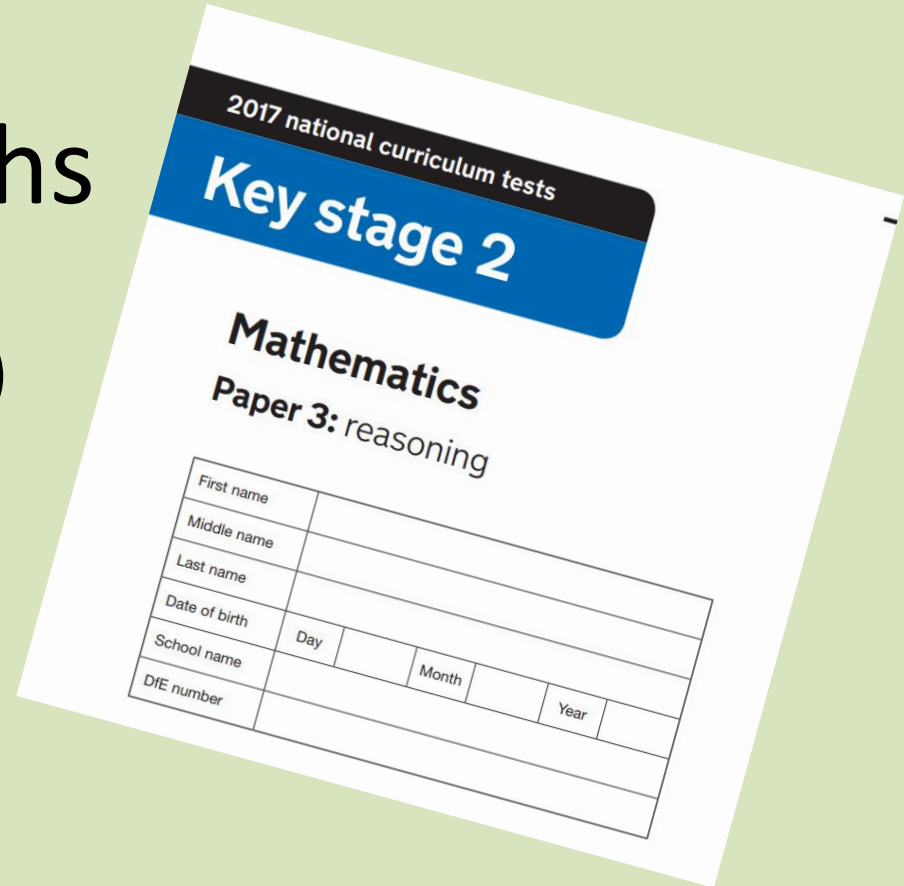 hs
)
2017 national curriculum tests
Key stage 2
Mathematics
Paper 3: reasoning
First name
Middle name
Last name
Date of birth Day Month Year
School name
DfE number